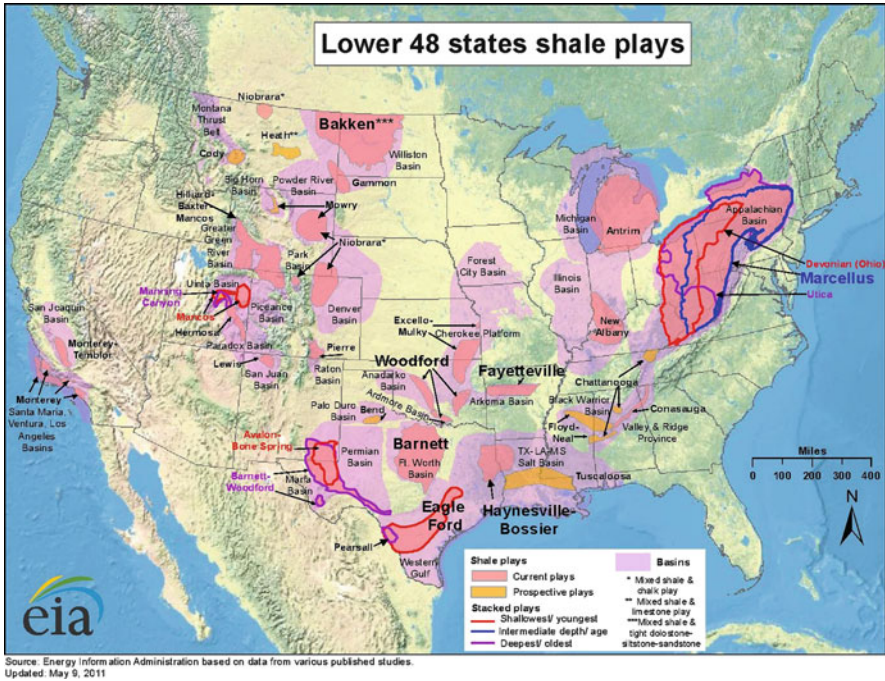 Lower 48 states shale plays
Niobrara*
Montana
Thrust
Belt
Bakken***
Heath**
Cody
Williston
Basin
Big Horn
Basin
Powder River
Basin
Gammon
Hilliard-
Baxter-
Mancos
Mowry
Greater
Green
River
Basin
Niobrara*
Park
Basin
Michigan
Basin
Antrim
Appalachian
Basin
Devonian (Ohio)
Marcellus
Utica
Forest
City Basin
Illinois
Basin
Uinta Basin
Manning
Canyon
Mancos
Piceance
Basin
Denver
Basin
San Joaquin
Basin
Hermosa
Excello-
Mulky
Cherokee Platform
New
Albany
Monterey-
Temblor
Paradox Basin
Pierre
Woodford
Lewis
San Juan
Basin
Raton
Basin
Anadarko
Basin
Fayetteville
Chattanooga
Monterey
Santa Maria,
Ventura, Los
Angeles
Basins
Ardmore Basin
Arkoma Basin
Black Warrior
Basin
Conasauga
Palo Duro
Basin
Bend
Floyd-
Neal
Valley & Ridge
Province
Avalon-
Bone Spring
Permian
Basin
Barnett
Ft. Worth
Basin
TX-LA-MS
Salt Basin
Tuscaloosa
Barnett-
Woodford
Marfa
Basin
Eagle
Ford
Haynesville-
Bossier
Pearsall
Western
Gulf
Miles
0 100 200 300 400
N
Shale plays
Current plays
Prospective plays
Stacked plays
Shallowest/ youngest
Intermediate depth/ age
Deepest/ oldest
Basins
* Mixed shale &
chalk play
** Mixed shale &
limestone play
***Mixed shale &
tight dolostone-
siltstone-sandstone
eia
Source: Energy Information Administration based on data from various published studies.
Updated: May 9, 2011